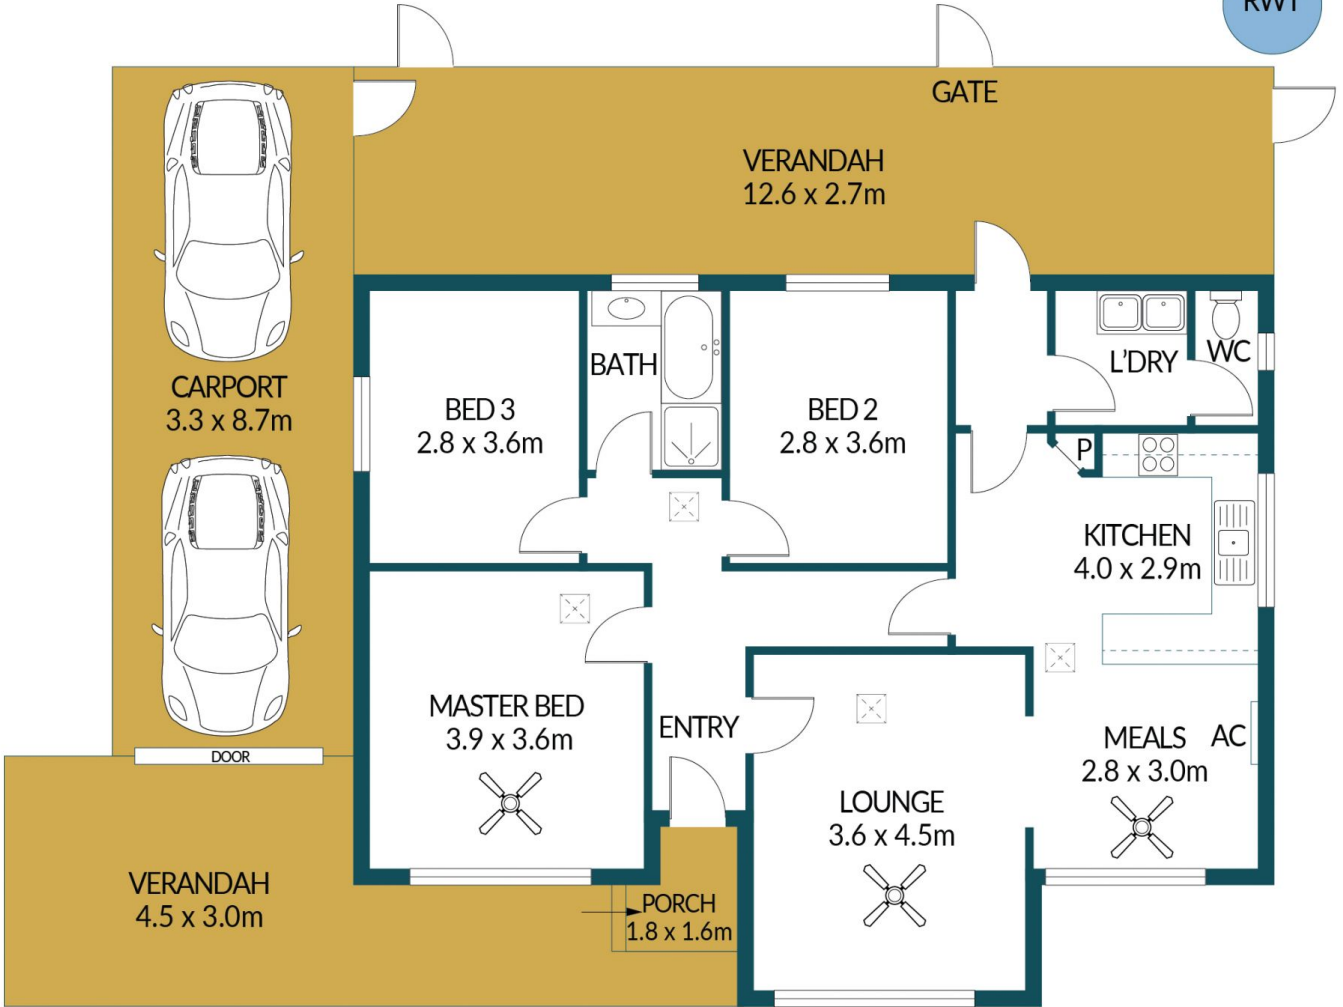 RWT
GATE
VERANDAH
12.6 x 2.7m
CARPORT
3.3 x 8.7m
BED 3
2.8 x 3.6m
BATH
BED 2
2.8 x 3.6m
L'DRY
WC
P
KITCHEN
4.0 x 2.9m
MASTER BED
3.9 x 3.6m
ENTRY
MEALS
2.8 x 3.0m
AC
DOOR
LOUNGE
3.6 x 4.5m
VERANDAH
4.5 x 3.0m
PORCH
1.8 x 1.6m